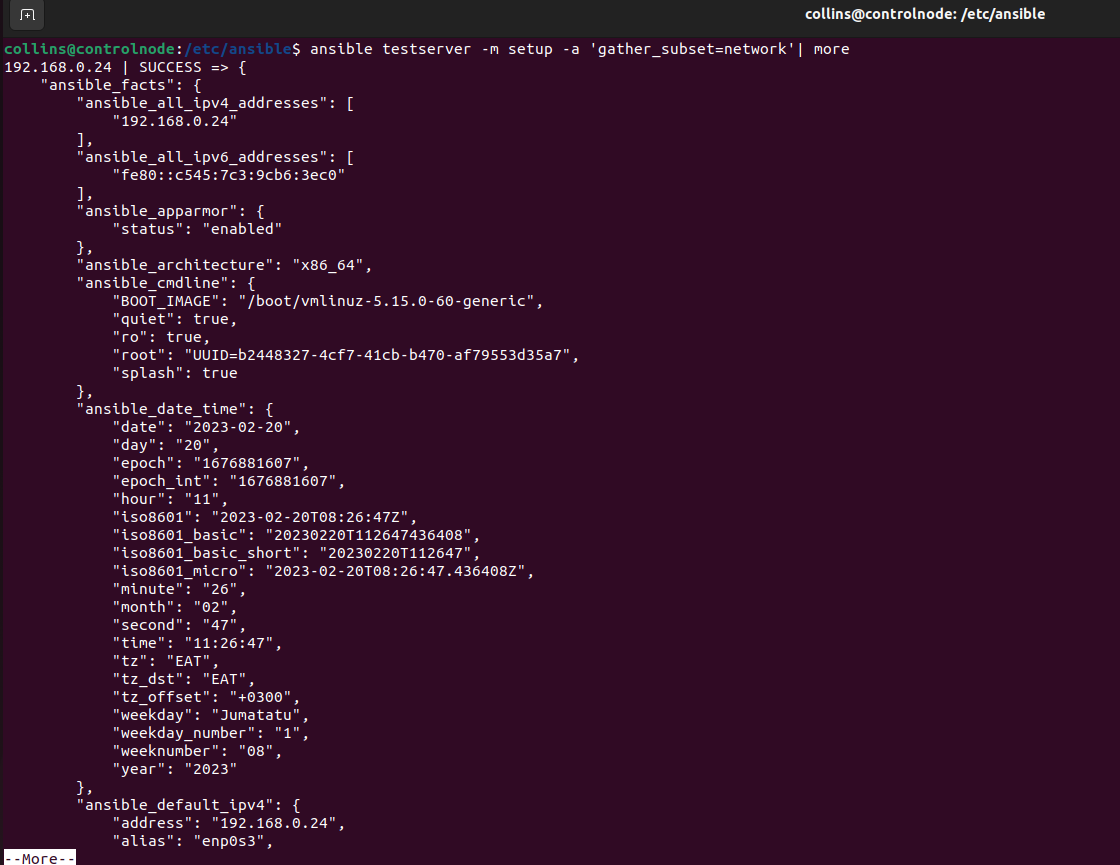 collins@controlnode: /etc/ansible
collins@controlnode:/etc/ansible$ ansible testserver -m setup -a 'gather_subset=network'| more
192.168.0.24 | SUCCESS => {
    "ansible_facts": {
        "ansible_all_ipv4_addresses": [
            "192.168.0.24"
        ],
        "ansible_all_ipv6_addresses": [
            "fe80::c545:7c3:9cb6:3ec0"
        ],
        "ansible_apparmor": {
            "status": "enabled"
        },
        "ansible_architecture": "x86_64",
        "ansible_cmdline": {
            "BOOT_IMAGE": "/boot/vmlinuz-5.15.0-60-generic",
            "quiet": true,
            "ro": true,
            "root": "UUID=b2448327-4cf7-41cb-b470-af79553d35a7",
            "splash": true
        },
        "ansible_date_time": {
            "date": "2023-02-20",
            "day": "20",
            "epoch": "1676881607",
            "epoch_int": "1676881607",
            "hour": "11",
            "iso8601": "2023-02-20T08:26:47Z",
            "iso8601_basic": "20230220T112647436408",
            "iso8601_basic_short": "20230220T112647",
            "iso8601_micro": "2023-02-20T08:26:47.436408Z",
            "minute": "26",
            "month": "02",
            "second": "47",
            "time": "11:26:47",
            "tz": "EAT",
            "tz_dst": "EAT",
            "tz_offset": "+0300",
            "weekday": "Jumatatu",
            "weekday_number": "1",
            "weeknumber": "08",
            "year": "2023"
        },
        "ansible_default_ipv4": {
            "address": "192.168.0.24",
            "alias": "enp0s3",
--More--